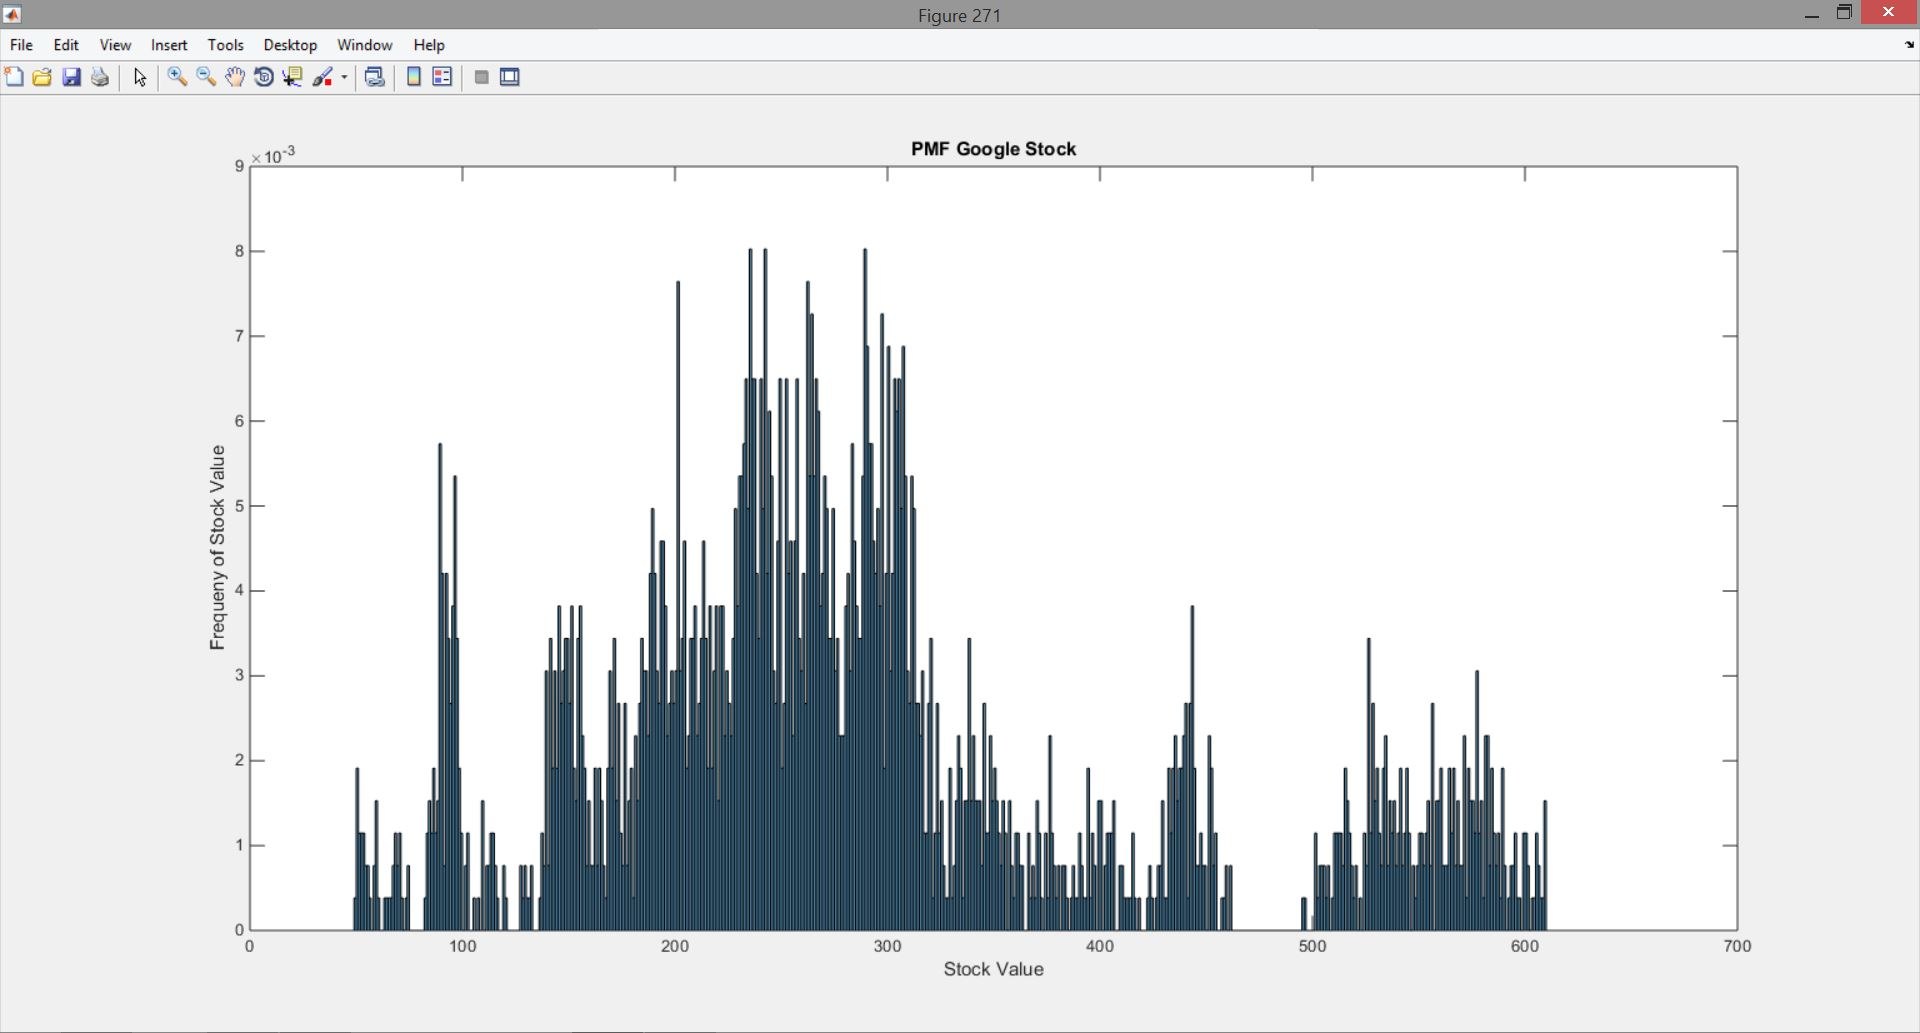 Figure 271
File Edit View Insert Tools Desktop Window Help
PMF Google Stock
×10-3
9
8
7
6
5
4
3
2
1
0
Frequeny of Stock Value
0 100 200 300 400 500 600 700
Stock Value